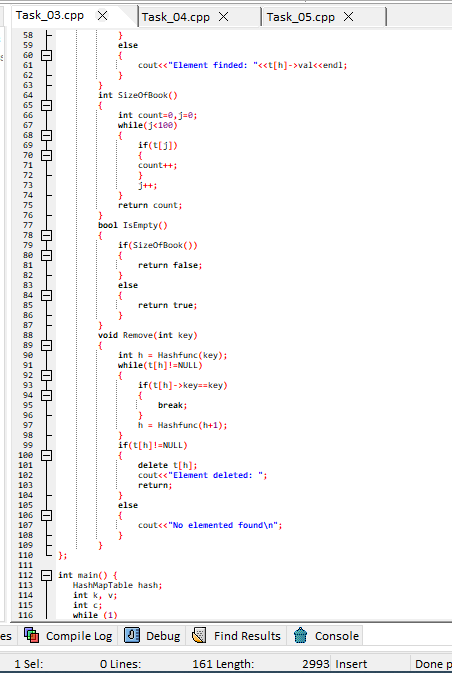 Task_03.cpp Task_04.cpp Task_05.cpp
58 }
59 else
60 {
61 cout<<"Element finded: "<<t[h]->val<<endl;
62 }
63 }
64 int SizeOfBook()
65 {
66 int count=0,j=0;
67 while(j<100)
68 {
69 if(t[j])
70 {
71 count++;
72 }
73 j++;
74 }
75 return count;
76 }
77 bool IsEmpty()
78 {
79 if(SizeOfBook())
80 {
81 return false;
82 }
83 else
84 {
85 return true;
86 }
87 }
88 void Remove(int key)
89 {
90 int h = Hashfunc(key);
91 while(t[h]!=NULL)
92 {
93 if(t[h]->key==key)
94 {
95 break;
96 }
97 h = Hashfunc(h+1);
98 }
99 if(t[h]!=NULL)
100 {
101 delete t[h];
102 cout<<"Element deleted: ";
103 return;
104 }
105 else
106 {
107 cout<<"No elemented found\n";
108 }
109 }
110 };
111
112 int main() {
113 HashMapTable hash;
114 int k, v;
115 int c;
116 while (1)
es Compile Log Debug Find Results Console
1 Sel: 0 Lines: 161 Length: 2993 Insert Done p